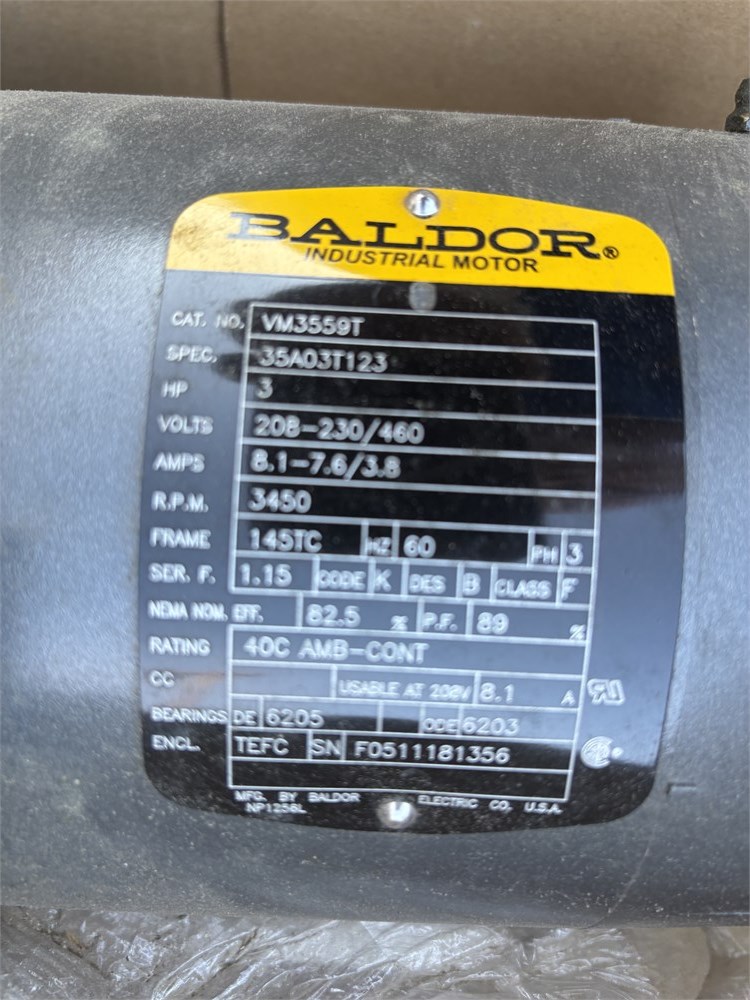 BALDOR®
INDUSTRIAL MOTOR
CAT. NO. VM3559T
SPEC. 35A03T123
HP 3
VOLTS 208-230/460
AMPS 8.1-7.6/3.8
R.P.M. 3450
FRAME 145TC HZ 60 PH 3
SER. F. 1.15 CODE K DES B CLASS F
NEMA NOM. EFF. 82.5 % P.F. 89 %
RATING 40C AMB-CONT
CC USABLE AT 208V 8.1 A
BEARINGS DE 6205 ODE 6203
ENCL. TEFC SN F0511181356
MFG. BY BALDOR ELECTRIC CO. U.S.A.
NP1256L